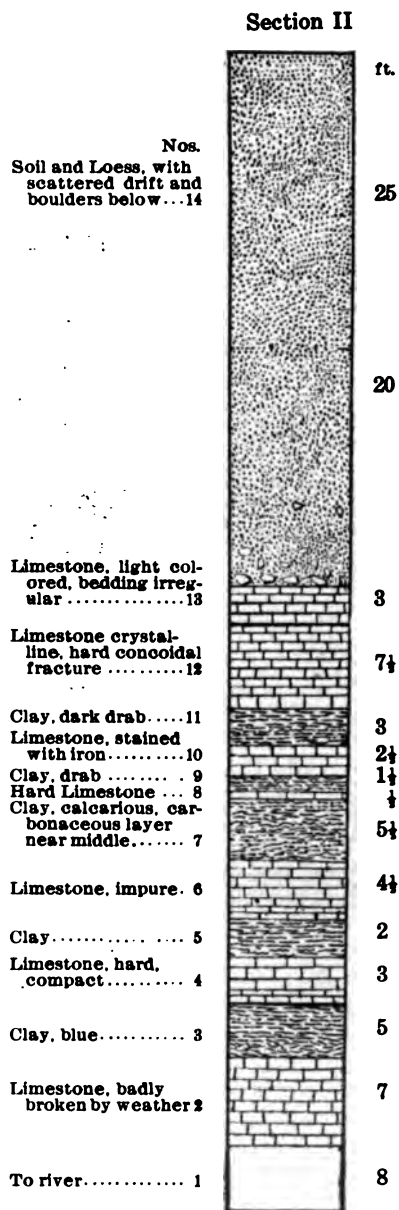 Section II
ft.
Nos.
Soil and Loess, with
scattered drift and
boulders below...14
25
20
Limestone, light col-
ored, bedding irreg-
ular ............... 13
3
Limestone crystal-
line, hard concoidal
fracture .......... 12
7½
Clay, dark drab.....11
3
Limestone, stained
with iron......... 10
2½
Clay, drab ........ . 9
1½
Hard Limestone ... 8
½
Clay, calcarious, car-
bonaceous layer
near middle....... 7
5½
Limestone, impure. 6
4½
Clay............. ... 5
2
Limestone, hard,
compact.......... 4
3
Clay, blue........... 3
5
Limestone, badly
broken by weather 2
7
To river............. 1
8